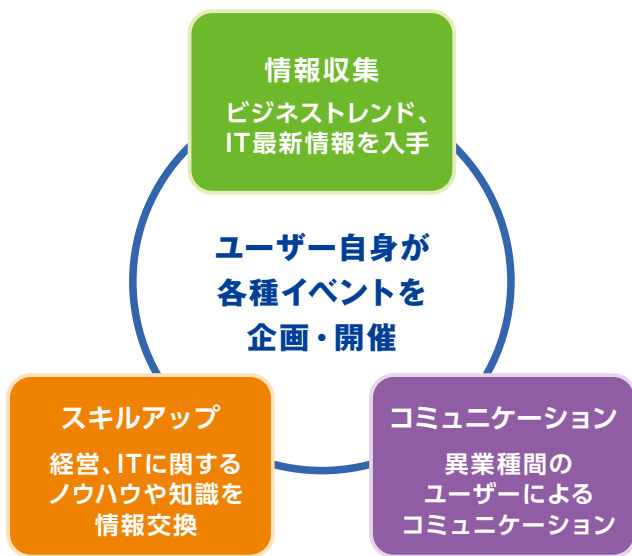 情報収集
ビジネストレンド、
IT最新情報を入手
ユーザー自身が
各種イベントを
企画・開催
スキルアップ
経営、ITに関する
ノウハウや知識を
情報交換
コミュニケーション
異業種間の
ユーザーによる
コミュニケーション